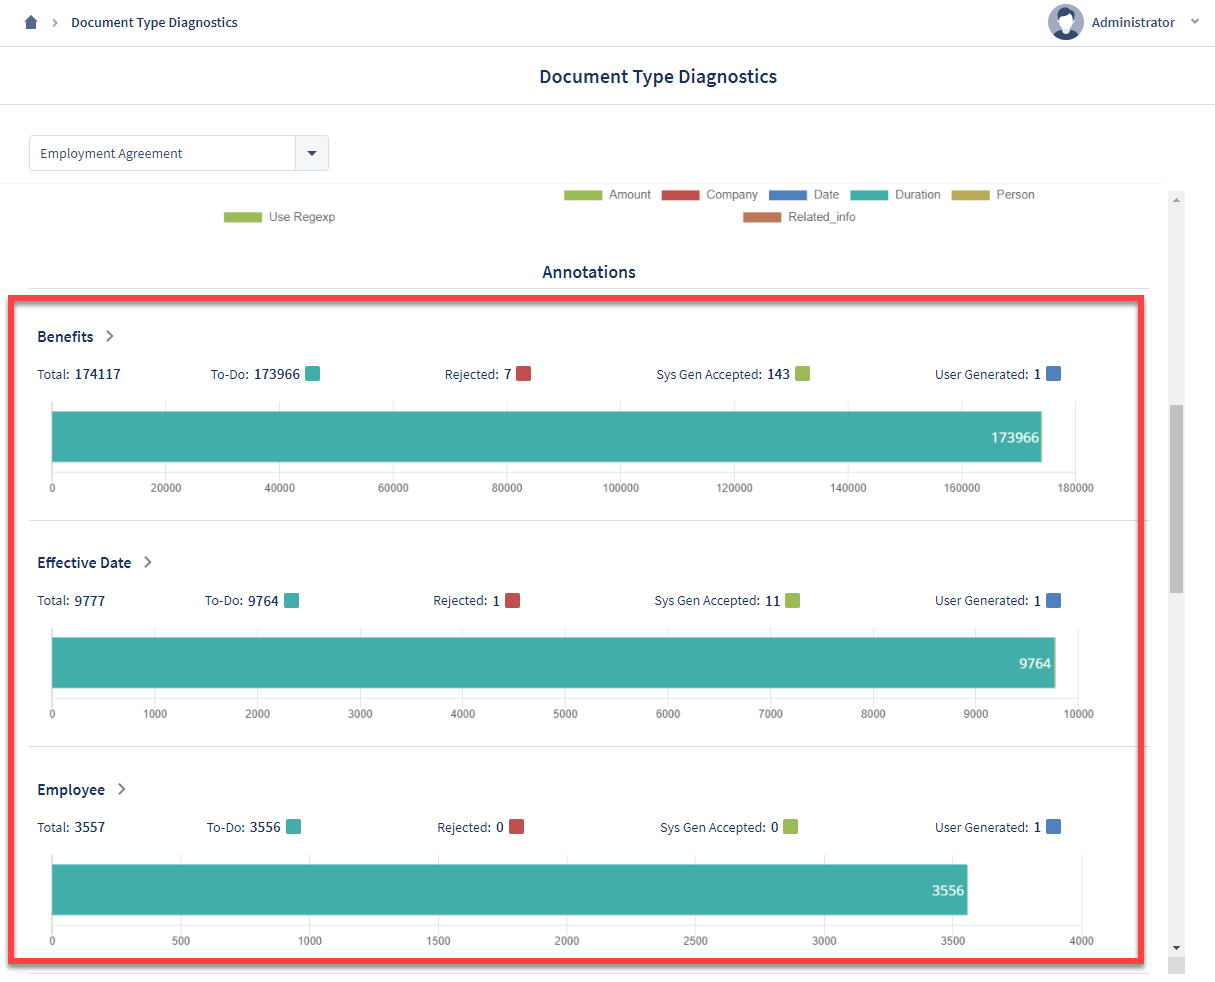 Document Type Diagnostics
Administrator
Document Type Diagnostics
Employment Agreement
Amount Company Date Duration Person
Use Regexp Related_info
Annotations
Benefits
Total: 174117 To-Do: 173966 Rejected: 7 Sys Gen Accepted: 143 User Generated: 1
173966
0 20000 40000 60000 80000 100000 120000 140000 160000 180000
Effective Date
Total: 9777 To-Do: 9764 Rejected: 1 Sys Gen Accepted: 11 User Generated: 1
9764
0 1000 2000 3000 4000 5000 6000 7000 8000 9000 10000
Employee
Total: 3557 To-Do: 3556 Rejected: 0 Sys Gen Accepted: 0 User Generated: 1
3556
0 500 1000 1500 2000 2500 3000 3500 4000